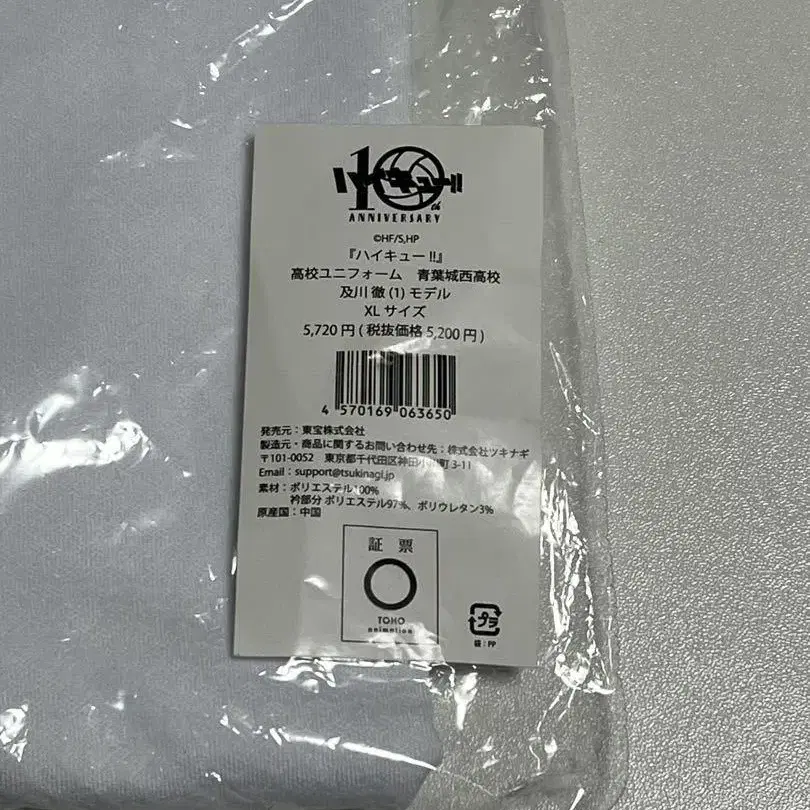 ハイキュー!!
10th
ANNIVERSARY
©HF/S,HP
『ハイキュー!!』
高校ユニフォーム 青葉城西高校
及川 徹 (1) モデル
XL サイズ
5,720 円 ( 税抜価格 5,200 円 )
4 570169 063650
発売元：東宝株式会社
製造元・商品に関するお問い合わせ先：株式会社ツキナギ
〒101-0052 東京都千代田区神田小川町 3-11
Email：support@tsukinagi.jp
素材：ポリエステル100%
衿部分 ポリエステル97%、ポリウレタン3%
原産国：中国
証 票
TOHO
animation
プラ
袋：PP